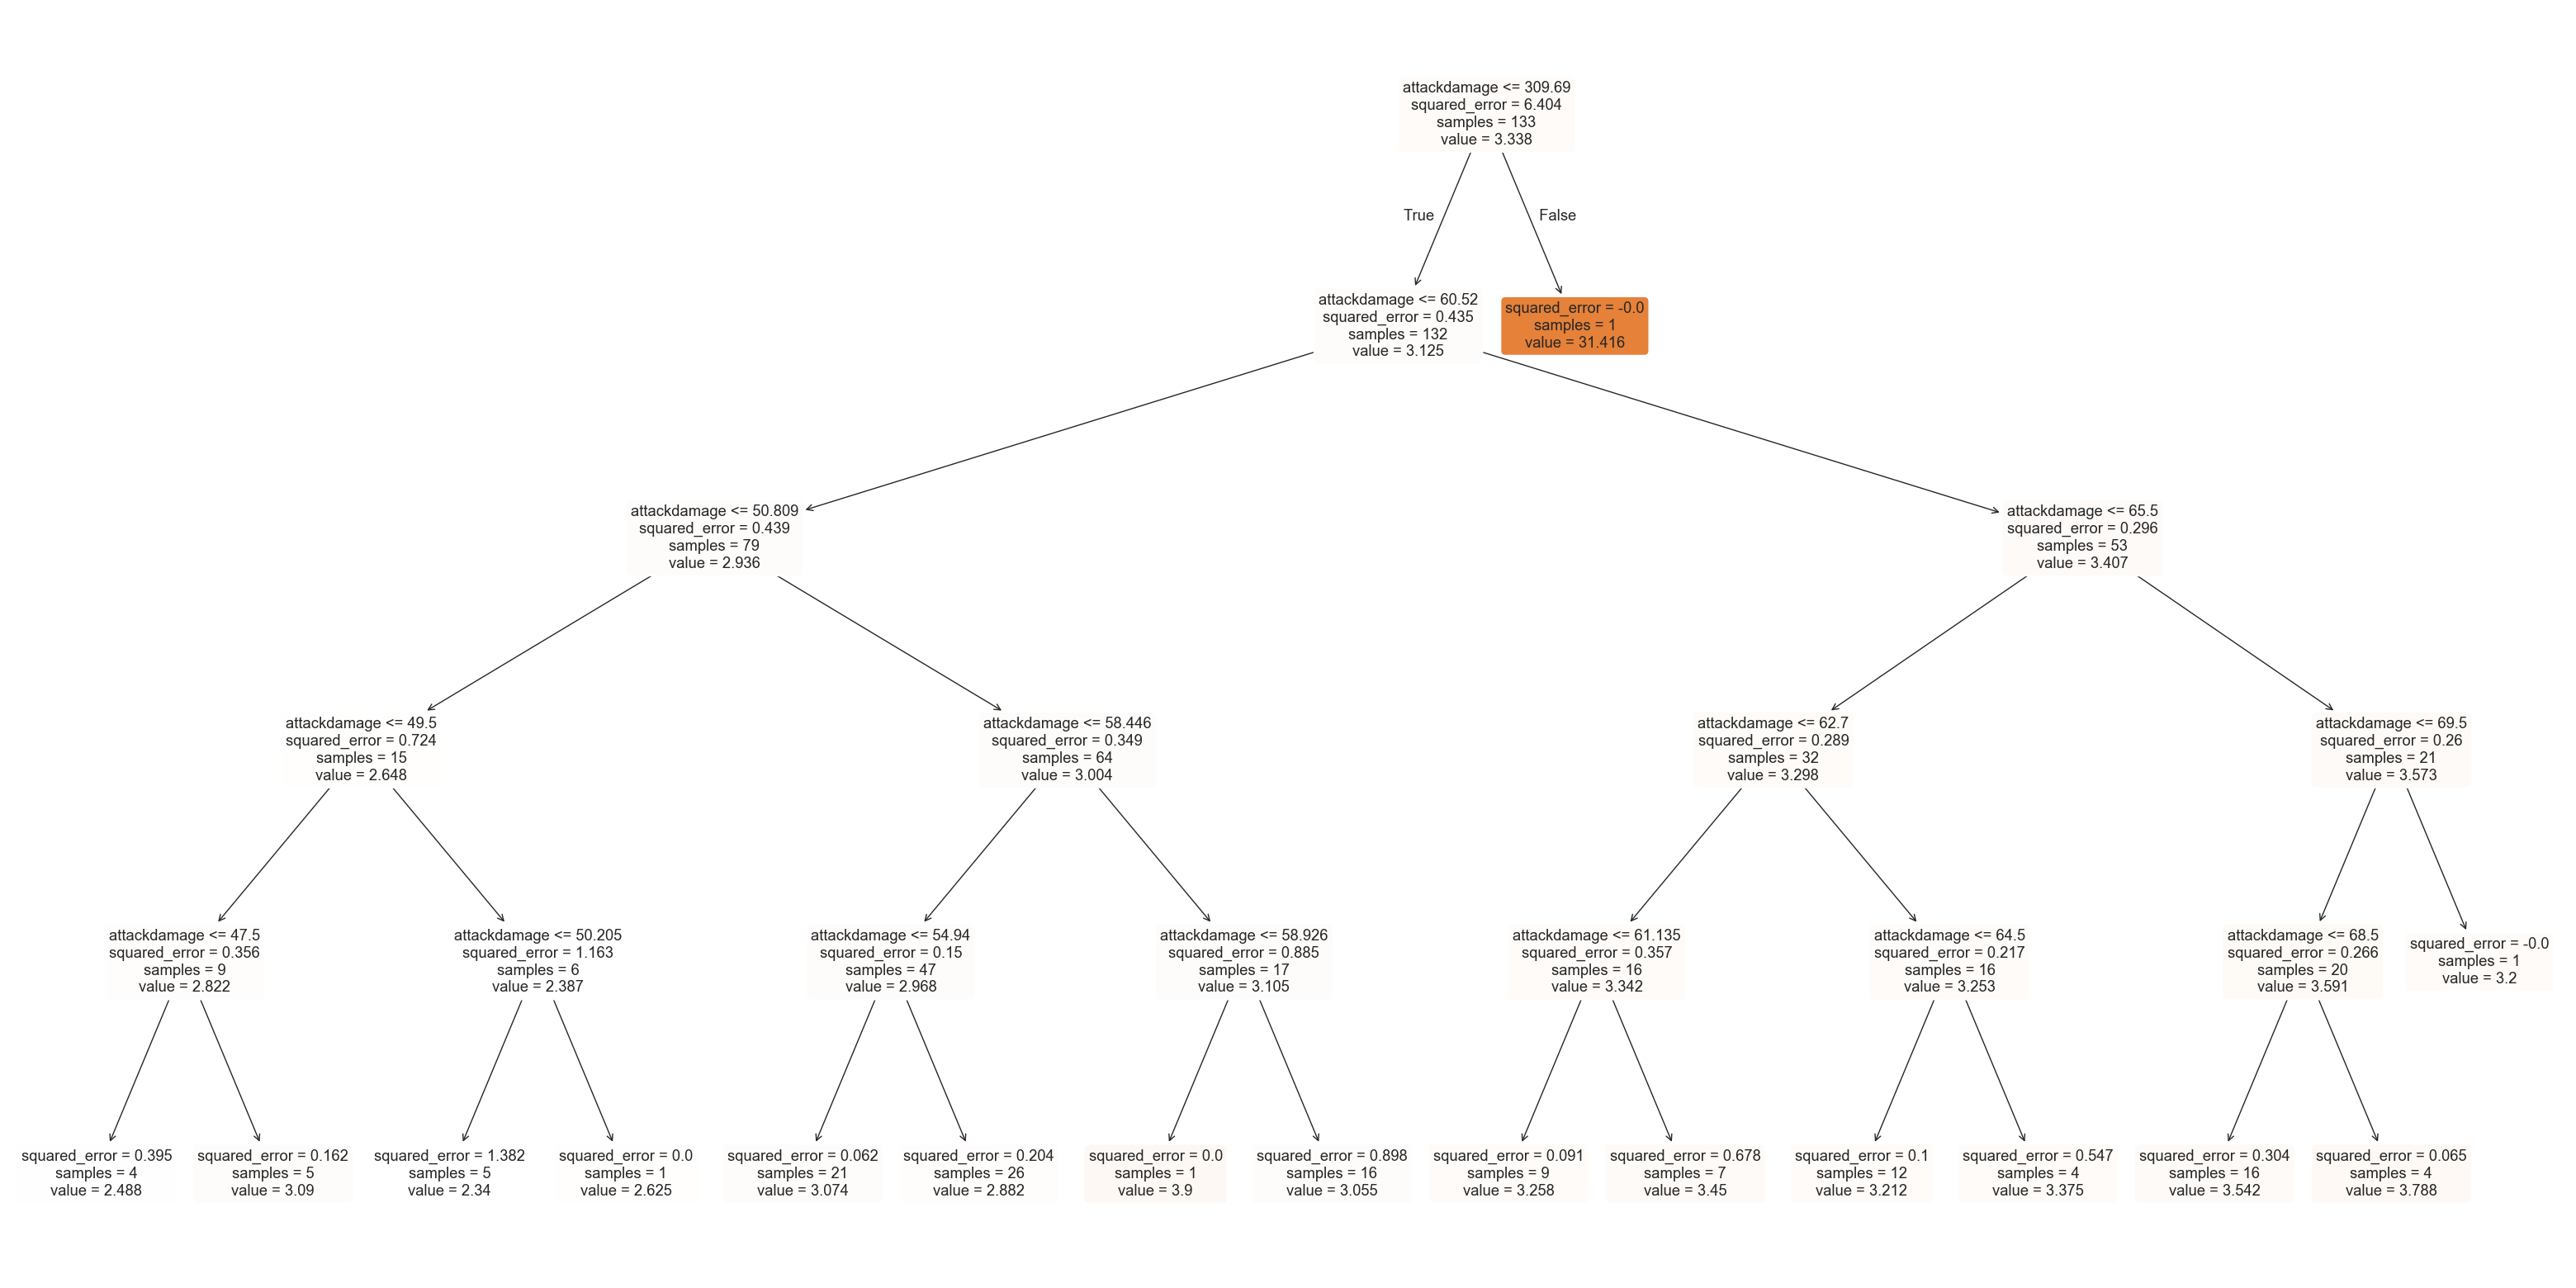 attackdamage <= 309.69
squared_error = 6.404
samples = 133
value = 3.338
True
False
attackdamage <= 60.52
squared_error = 0.435
samples = 132
value = 3.125
squared_error = -0.0
samples = 1
value = 31.416
attackdamage <= 50.809
squared_error = 0.439
samples = 79
value = 2.936
attackdamage <= 65.5
squared_error = 0.296
samples = 53
value = 3.407
attackdamage <= 49.5
squared_error = 0.724
samples = 15
value = 2.648
attackdamage <= 58.446
squared_error = 0.349
samples = 64
value = 3.004
attackdamage <= 62.7
squared_error = 0.289
samples = 32
value = 3.298
attackdamage <= 69.5
squared_error = 0.26
samples = 21
value = 3.573
attackdamage <= 47.5
squared_error = 0.356
samples = 9
value = 2.822
attackdamage <= 50.205
squared_error = 1.163
samples = 6
value = 2.387
attackdamage <= 54.94
squared_error = 0.15
samples = 47
value = 2.968
attackdamage <= 58.926
squared_error = 0.885
samples = 17
value = 3.105
attackdamage <= 61.135
squared_error = 0.357
samples = 16
value = 3.342
attackdamage <= 64.5
squared_error = 0.217
samples = 16
value = 3.253
attackdamage <= 68.5
squared_error = 0.266
samples = 20
value = 3.591
squared_error = -0.0
samples = 1
value = 3.2
squared_error = 0.395
samples = 4
value = 2.488
squared_error = 0.162
samples = 5
value = 3.09
squared_error = 1.382
samples = 5
value = 2.34
squared_error = 0.0
samples = 1
value = 2.625
squared_error = 0.062
samples = 21
value = 3.074
squared_error = 0.204
samples = 26
value = 2.882
squared_error = 0.0
samples = 1
value = 3.9
squared_error = 0.898
samples = 16
value = 3.055
squared_error = 0.091
samples = 9
value = 3.258
squared_error = 0.678
samples = 7
value = 3.45
squared_error = 0.1
samples = 12
value = 3.212
squared_error = 0.547
samples = 4
value = 3.375
squared_error = 0.304
samples = 16
value = 3.542
squared_error = 0.065
samples = 4
value = 3.788